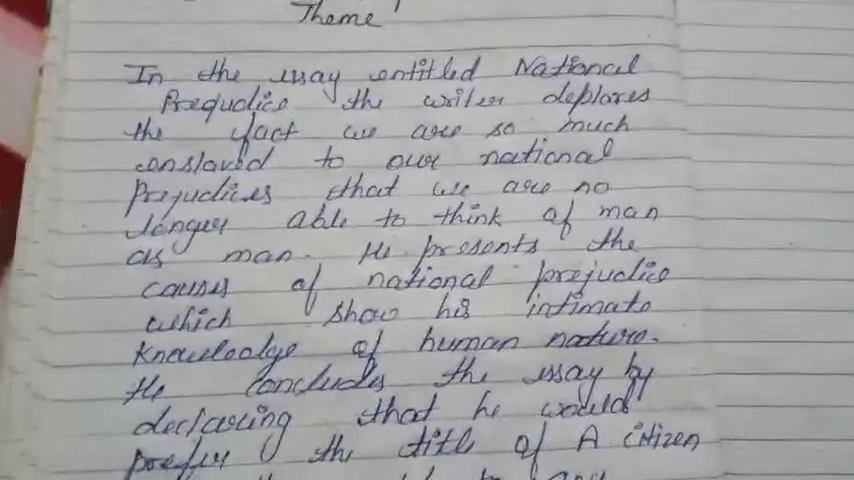 Theme
In the essay entitled National
Prequdice the writer deplores
the fact we are so much
enslaved to our national
Prejudices that we are no
longer able to think of man
as man. He presents the
causes of national prejudice
which show his intimate
knowledge of human nature.
He Concludes the essay by
declaring that he would
prefer the title of A citizen
the